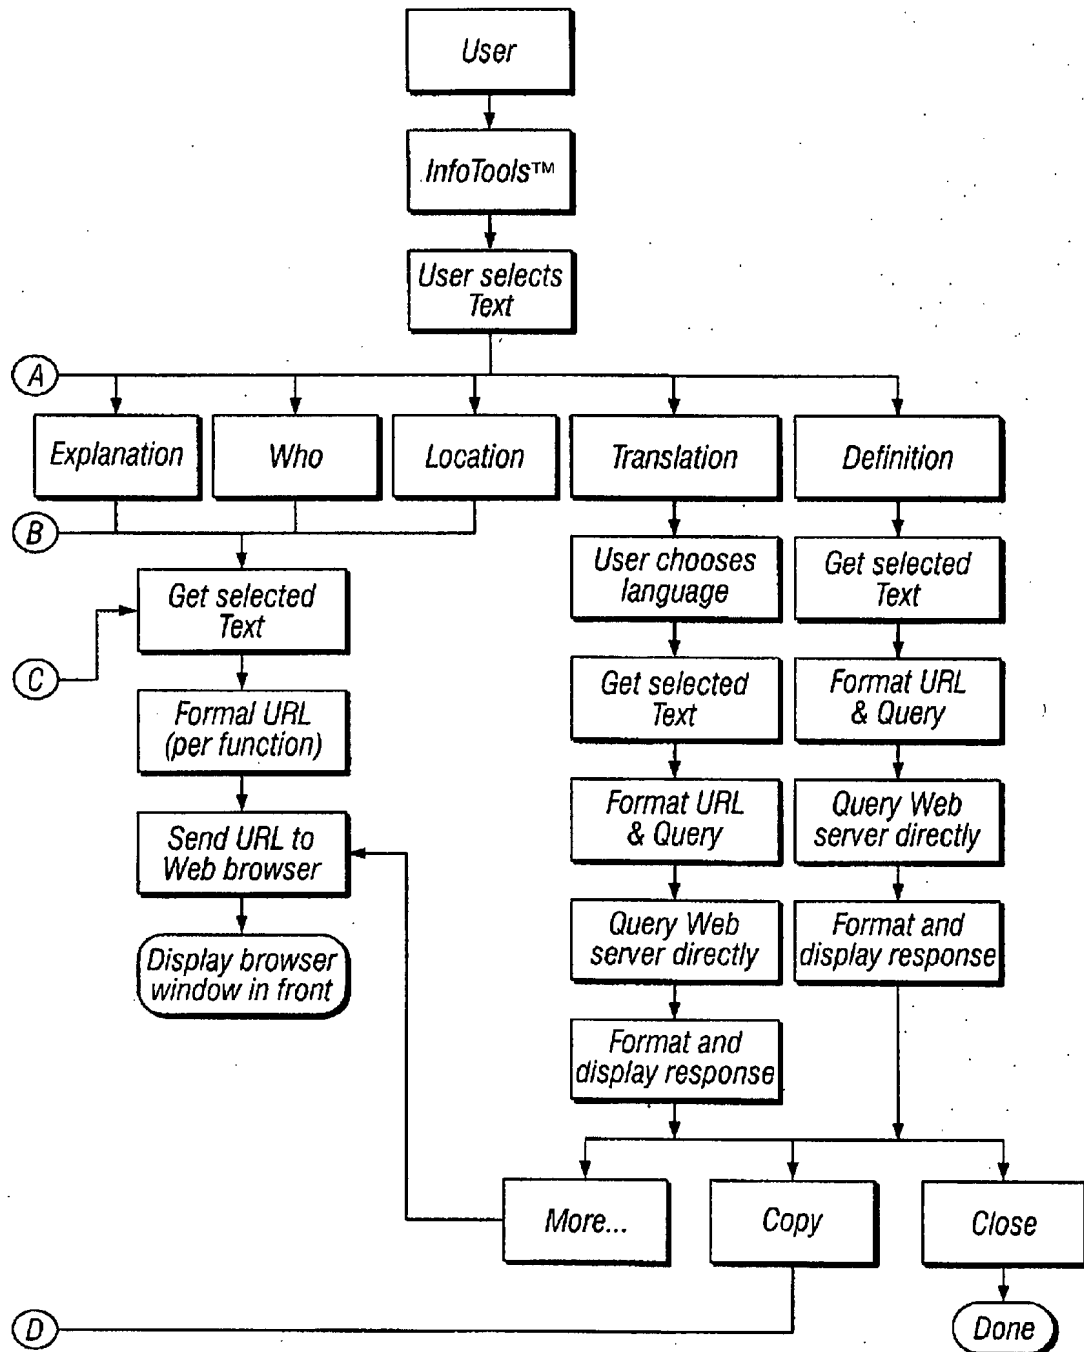 User
InfoTools™
User selects
Text
A
Explanation
Who
Location
Translation
Definition
B
Get selected
Text
C
Formal URL
(per function)
Send URL to
Web browser
Display browser
window in front
User chooses
language
Get selected
Text
Format URL
& Query
Query Web
server directly
Format and
display response
Get selected
Text
Format URL
& Query
Query Web
server directly
Format and
display response
More...
Copy
Close
D
Done